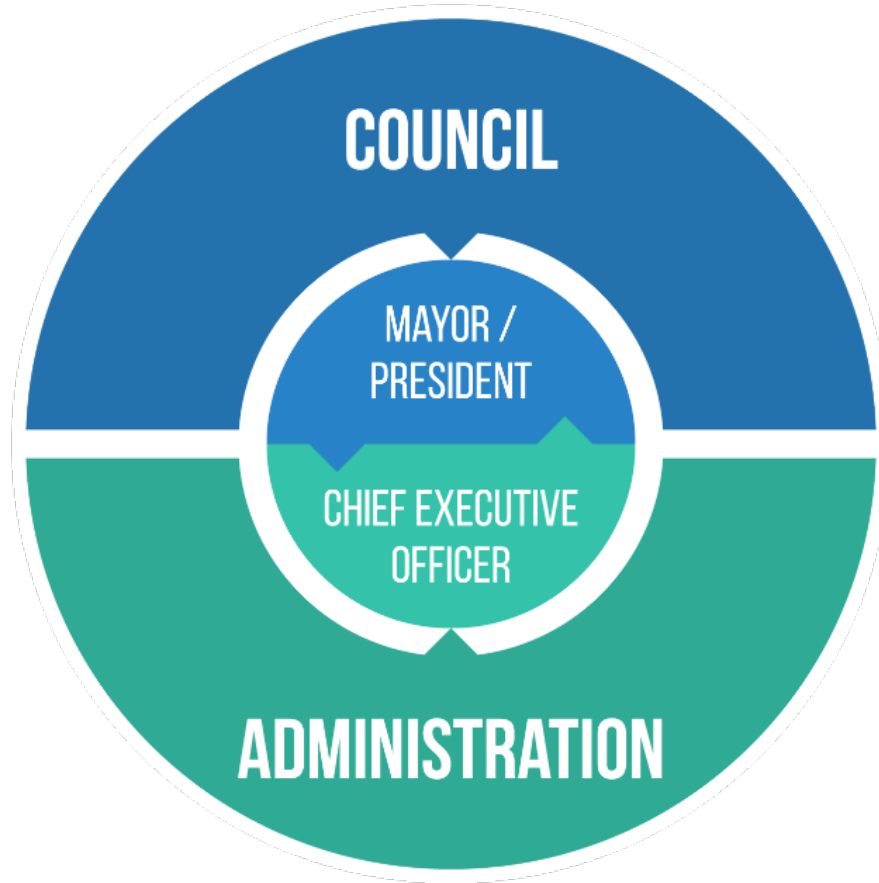 COUNCIL
MAYOR /
PRESIDENT
CHIEF EXECUTIVE
OFFICER
ADMINISTRATION